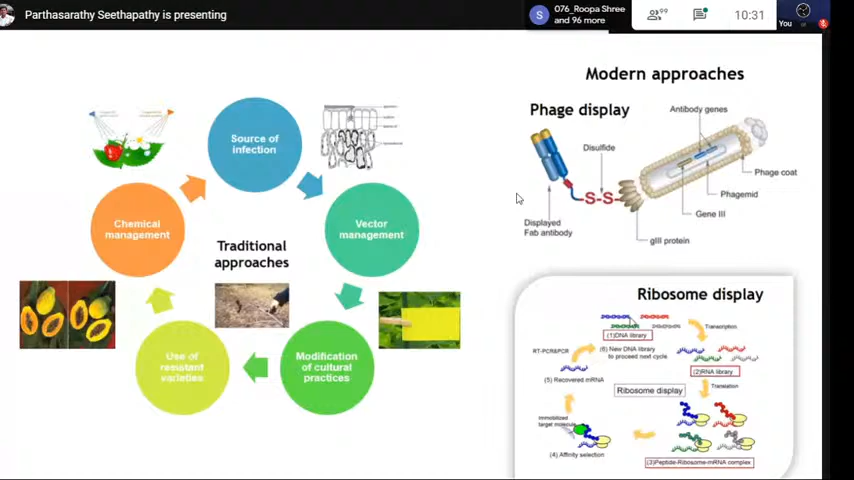 Parthasarathy Seethapathy is presenting
S
076_Roopa Shree
and 96 more
99
10:31
You
Modern approaches
Phage display
Antibody genes
Disulfide
Phage coat
Phagemid
Gene III
gIII protein
Displayed
Fab antibody
S-S
Source of
infection
Vector
management
Modification
of cultural
practices
Use of
resistant
varieties
Chemical
management
Traditional
approaches
Ribosome display
(1)DNA library
Transcription
RT-PCR&PCR
(6) New DNA library
to proceed next cycle
(2)RNA library
(5) Recovered mRNA
Ribosome display
Translation
immobilized
target molecule
(4) Affinity selection
(3)Peptide-Ribosome-mRNA complex